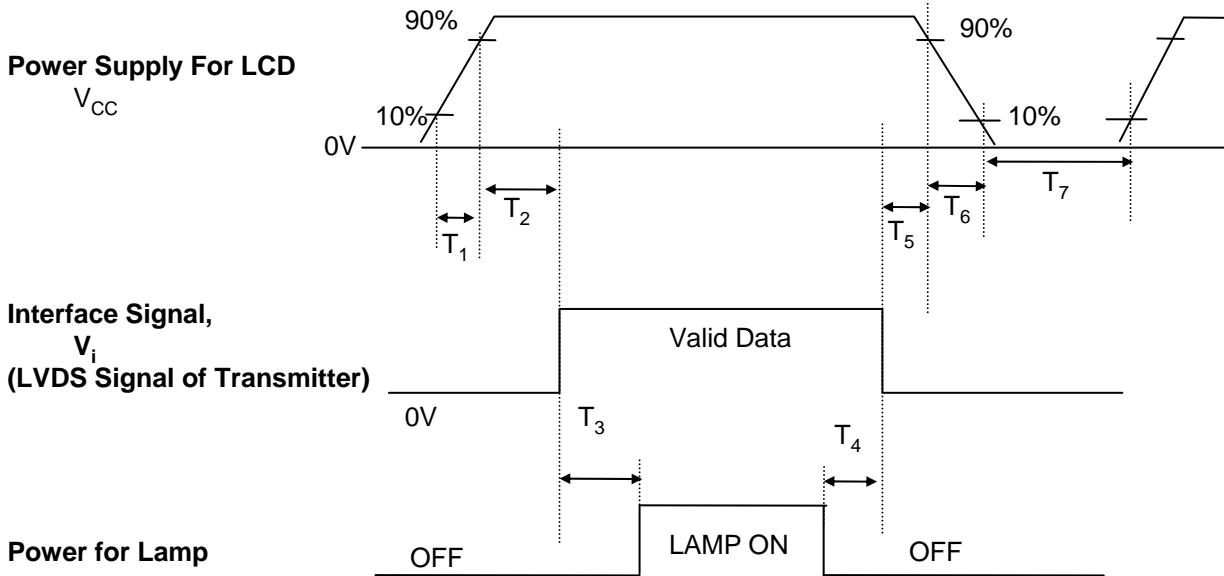 90%
90%
Power Supply For LCD
V_CC
10%
10%
0V
T_1
T_2
T_5
T_6
T_7
Interface Signal,
V_i
(LVDS Signal of Transmitter)
Valid Data
0V
T_3
T_4
Power for Lamp
OFF
LAMP ON
OFF